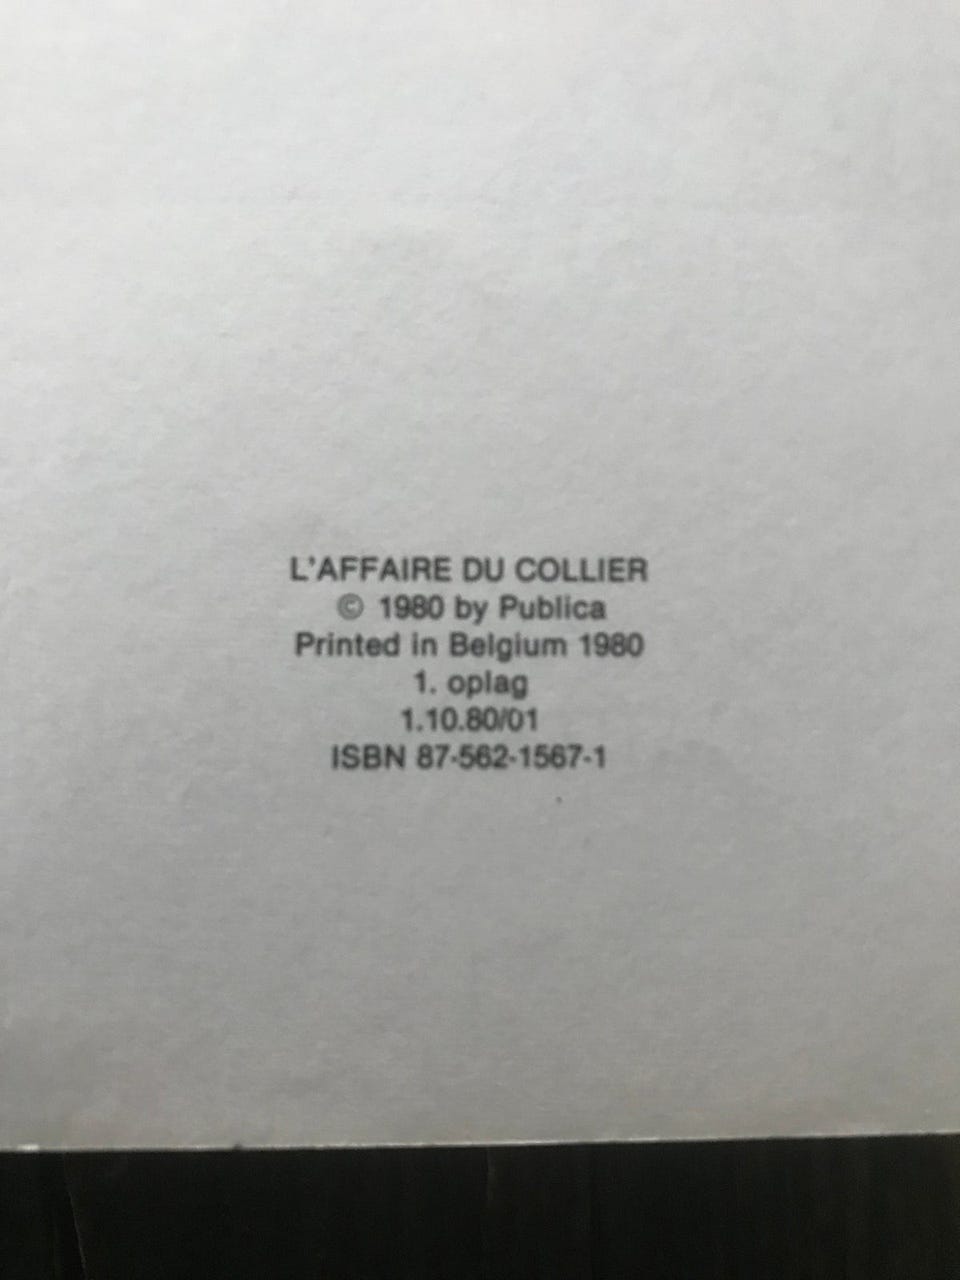 L'AFFAIRE DU COLLIER
© 1980 by Publica
Printed in Belgium 1980
1. oplag
1.10.80/01
ISBN 87-562-1567-1